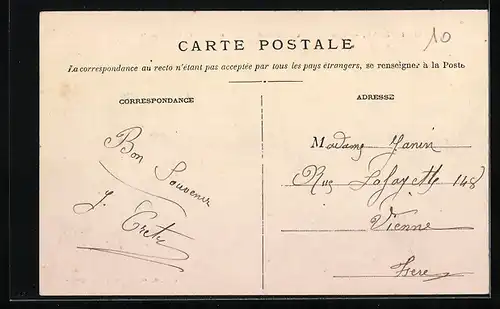 10
CARTE POSTALE
La correspondance au recto n'étant pas acceptée par tous les pays étrangers, se renseigner à la Poste
CORRESPONDANCE
ADRESSE
Bon Souvenir
J.
Madame Janin
Rue Lafayette 148
Vienne
Isère